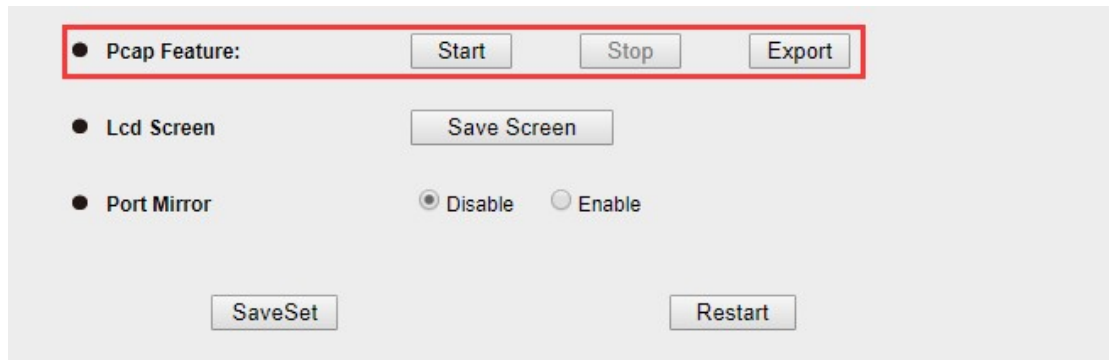 Pcap Feature: Start Stop Export
Lcd Screen Save Screen
Port Mirror Disable Enable
SaveSet Restart